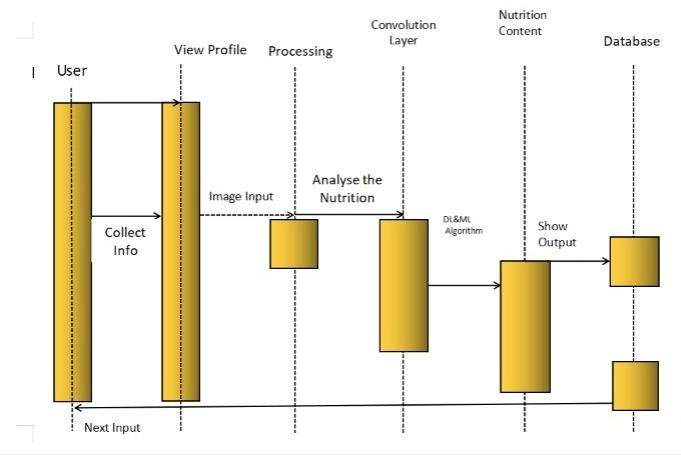 User
View Profile
Processing
Convolution
Layer
Nutrition
Content
Database
Collect
Info
Image Input
Analyse the
Nutrition
DL&ML
Algorithm
Show
Output
Next Input